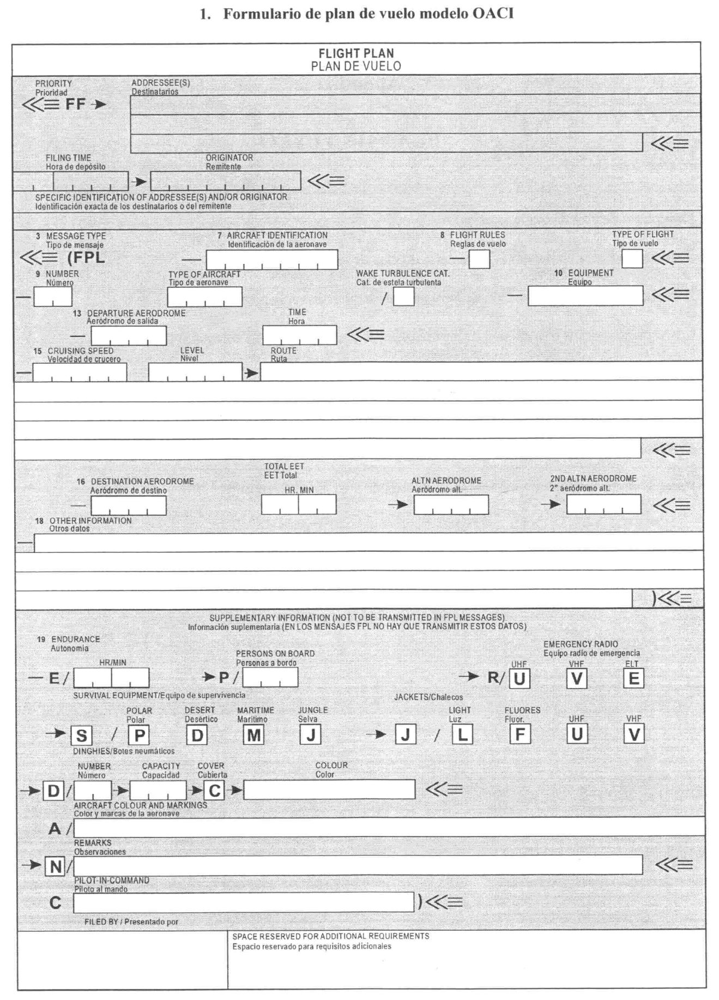 1. Formulario de plan de vuelo modelo OACI
FLIGHT PLAN
PLAN DE VUELO
PRIORITY
Prioridad
ADDRESSEE(S)
Destinatarios
FF
FILING TIME
Hora de depósito
ORIGINATOR
Remitente
SPECIFIC IDENTIFICATION OF ADDRESSEE(S) AND/OR ORIGINATOR
Identificación exacta de los destinatarios o del remitente
3 MESSAGE TYPE
Tipo de mensaje
(FPL
7 AIRCRAFT IDENTIFICATION
Identificación de la aeronave
8 FLIGHT RULES
Reglas de vuelo
TYPE OF FLIGHT
Tipo de vuelo
9 NUMBER
Número
TYPE OF AIRCRAFT
Tipo de aeronave
WAKE TURBULENCE CAT.
Cat. de estela turbulenta
/
10 EQUIPMENT
Equipo
13 DEPARTURE AERODROME
Aeródromo de salida
TIME
Hora
15 CRUISING SPEED
Velocidad de crucero
LEVEL
Nivel
ROUTE
Ruta
16 DESTINATION AERODROME
Aeródromo de destino
TOTAL EET
EET Total
HR. MIN
ALTN AERODROME
Aeródromo alt.
2ND ALTN AERODROME
2° aeródromo alt.
18 OTHER INFORMATION
Otros datos
)
SUPPLEMENTARY INFORMATION (NOT TO BE TRANSMITTED IN FPL MESSAGES)
Información suplementaria (EN LOS MENSAJES FPL NO HAY QUE TRANSMITIR ESTOS DATOS)
19 ENDURANCE
Autonomia
HR/MIN
E /
PERSONS ON BOARD
Personas a bordo
P /
EMERGENCY RADIO
Equipo radio de emergencia
UHF VHF ELT
R/ U V E
SURVIVAL EQUIPMENT/Equipo de supervivencia
POLAR DESERT MARITIME JUNGLE
Polar Desértico Marítimo Selva
S / P D M J
JACKETS/Chalecos
LIGHT FLUORES
Luz Fluor. UHF VHF
J / L F U V
DINGHIES/Botes neumáticos
NUMBER CAPACITY COVER COLOUR
Número Capacidad Cubierta Color
D / C
AIRCRAFT COLOUR AND MARKINGS
Color y marcas de la aeronave
A /
REMARKS
Observaciones
N /
PILOT-IN-COMMAND
Piloto al mando
C )
FILED BY / Presentado por
SPACE RESERVED FOR ADDITIONAL REQUIREMENTS
Espacio reservado para requisitos adicionales